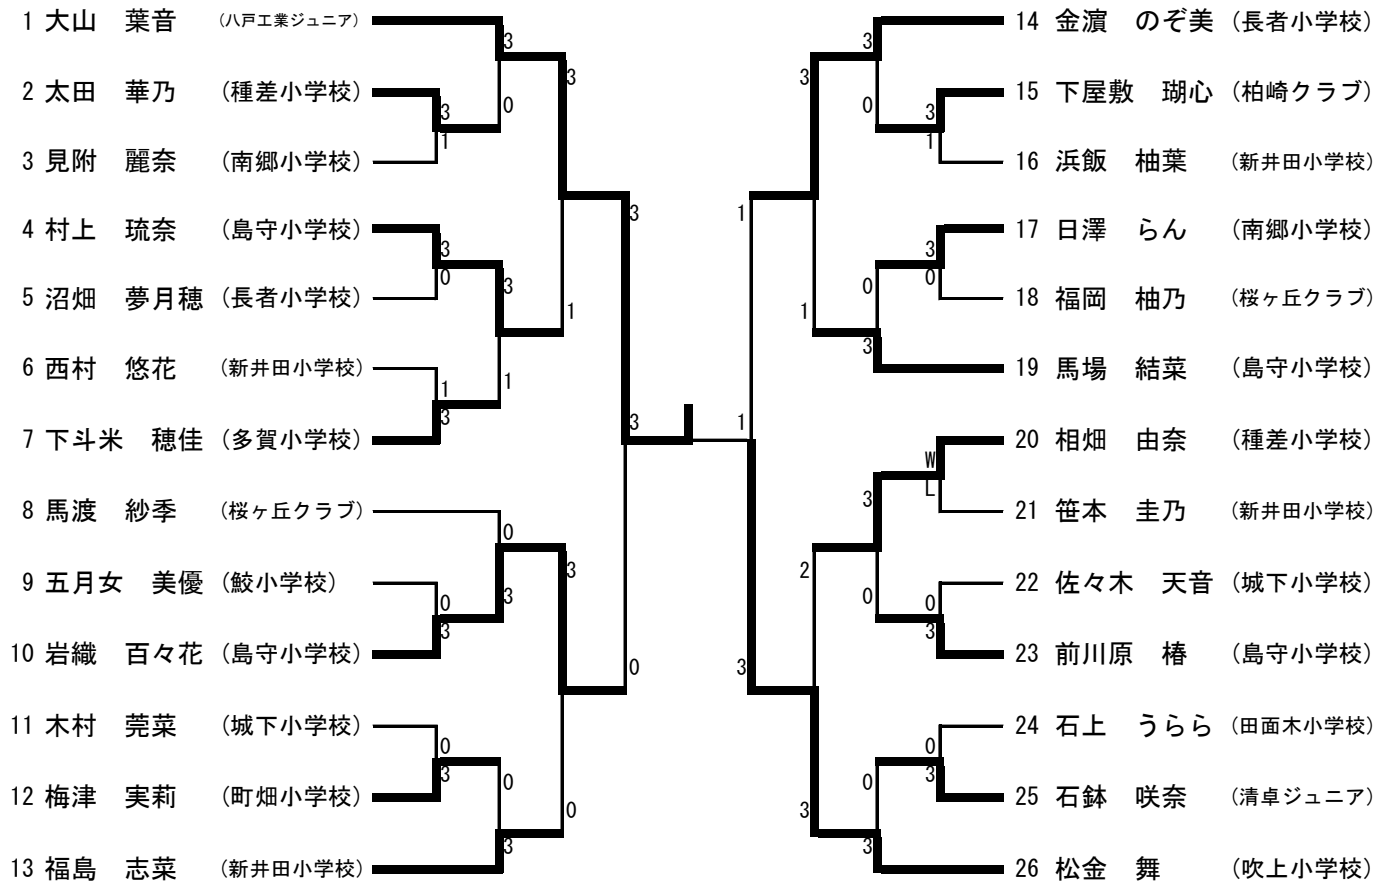 1 大山　葉音 (八戸工業ジュニア)
2 太田　華乃 (種差小学校)
3 見附　麗奈 (南郷小学校)
4 村上　琉奈 (島守小学校)
5 沼畑　夢月穂 (長者小学校)
6 西村　悠花 (新井田小学校)
7 下斗米　穂佳 (多賀小学校)
8 馬渡　紗季 (桜ヶ丘クラブ)
9 五月女　美優 (鮫小学校)
10 岩織　百々花 (島守小学校)
11 木村　莞菜 (城下小学校)
12 梅津　実莉 (町畑小学校)
13 福島　志菜 (新井田小学校)
3
0
3
1
3
0
3
1
1
3
0
3
0
3
0
3
0
3
3
1
3
0
3
0
3
1
1
3
3
1
2
3
3
0
3
1
0
3
3
0
W
L
3
0
0
3
0
3
0
3
14 金濵　のぞ美 (長者小学校)
15 下屋敷　瑚心 (柏崎クラブ)
16 浜飯　柚葉 (新井田小学校)
17 日澤　らん (南郷小学校)
18 福岡　柚乃 (桜ヶ丘クラブ)
19 馬場　結菜 (島守小学校)
20 相畑　由奈 (種差小学校)
21 笹本　圭乃 (新井田小学校)
22 佐々木　天音 (城下小学校)
23 前川原　椿 (島守小学校)
24 石上　うらら (田面木小学校)
25 石鉢　咲奈 (清卓ジュニア)
26 松金　舞 (吹上小学校)